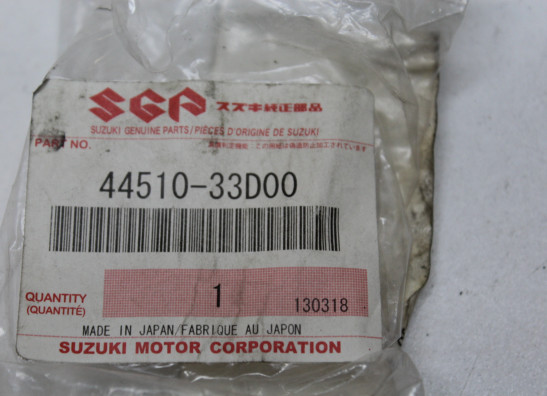 SGP スズキ純正部品
SUZUKI GENUINE PARTS/PIÈCES D'ORIGINE DE SUZUKI
PART NO.
44510-33D00
QUANTITY
(QUANTITÉ)
1
130318
MADE IN JAPAN/FABRIQUE AU JAPON
SUZUKI MOTOR CORPORATION